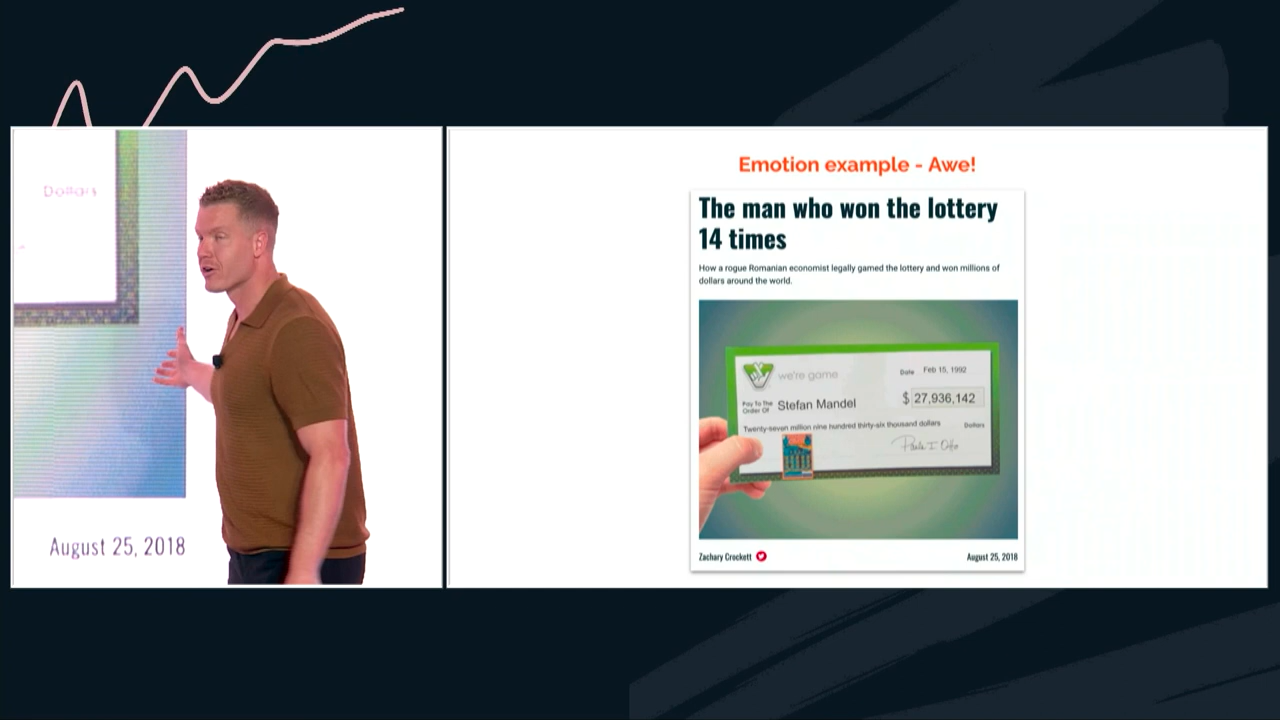 Dollars
August 25, 2018
Emotion example - Awe!
The man who won the lottery
14 times
How a rogue Romanian economist legally gamed the lottery and won millions of
dollars around the world.
we're game
Date Feb 15, 1992
$ 27,936,142
Pay To The
Order Of Stefan Mandel
Twenty-seven million nine hundred thirty-six thousand dollars Dollars
Zachary Crockett
August 25, 2018